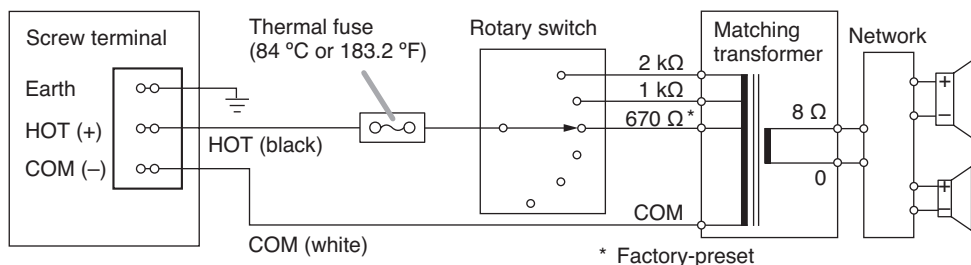 Screw terminal
Earth
HOT (+)
COM (–)
Thermal fuse
(84 ºC or 183.2 ºF)
HOT (black)
COM (white)
Rotary switch
2 kΩ
1 kΩ
670 Ω *
COM
Matching
transformer
8 Ω
0
Network
+
–
+
–
* Factory-preset